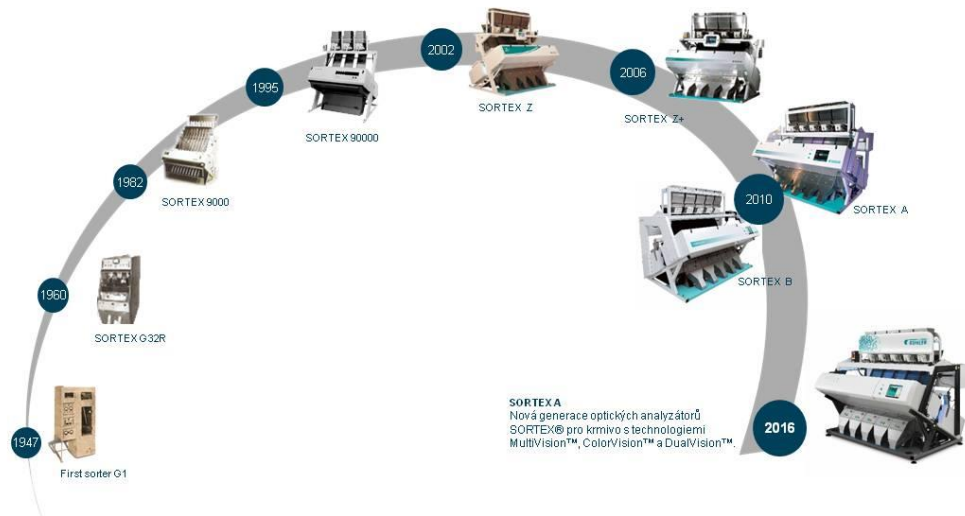 1947
First sorter G1
1960
SORTEX G32R
1982
SORTEX 9000
1995
SORTEX 90000
2002
SORTEX Z
2006
SORTEX Z+
2010
SORTEX A
SORTEX B
SORTEX A
Nová generace optických analyzátorů
SORTEX® pro krmivo s technologiemi
MultiVision™, ColorVision™ a DualVision™.
2016